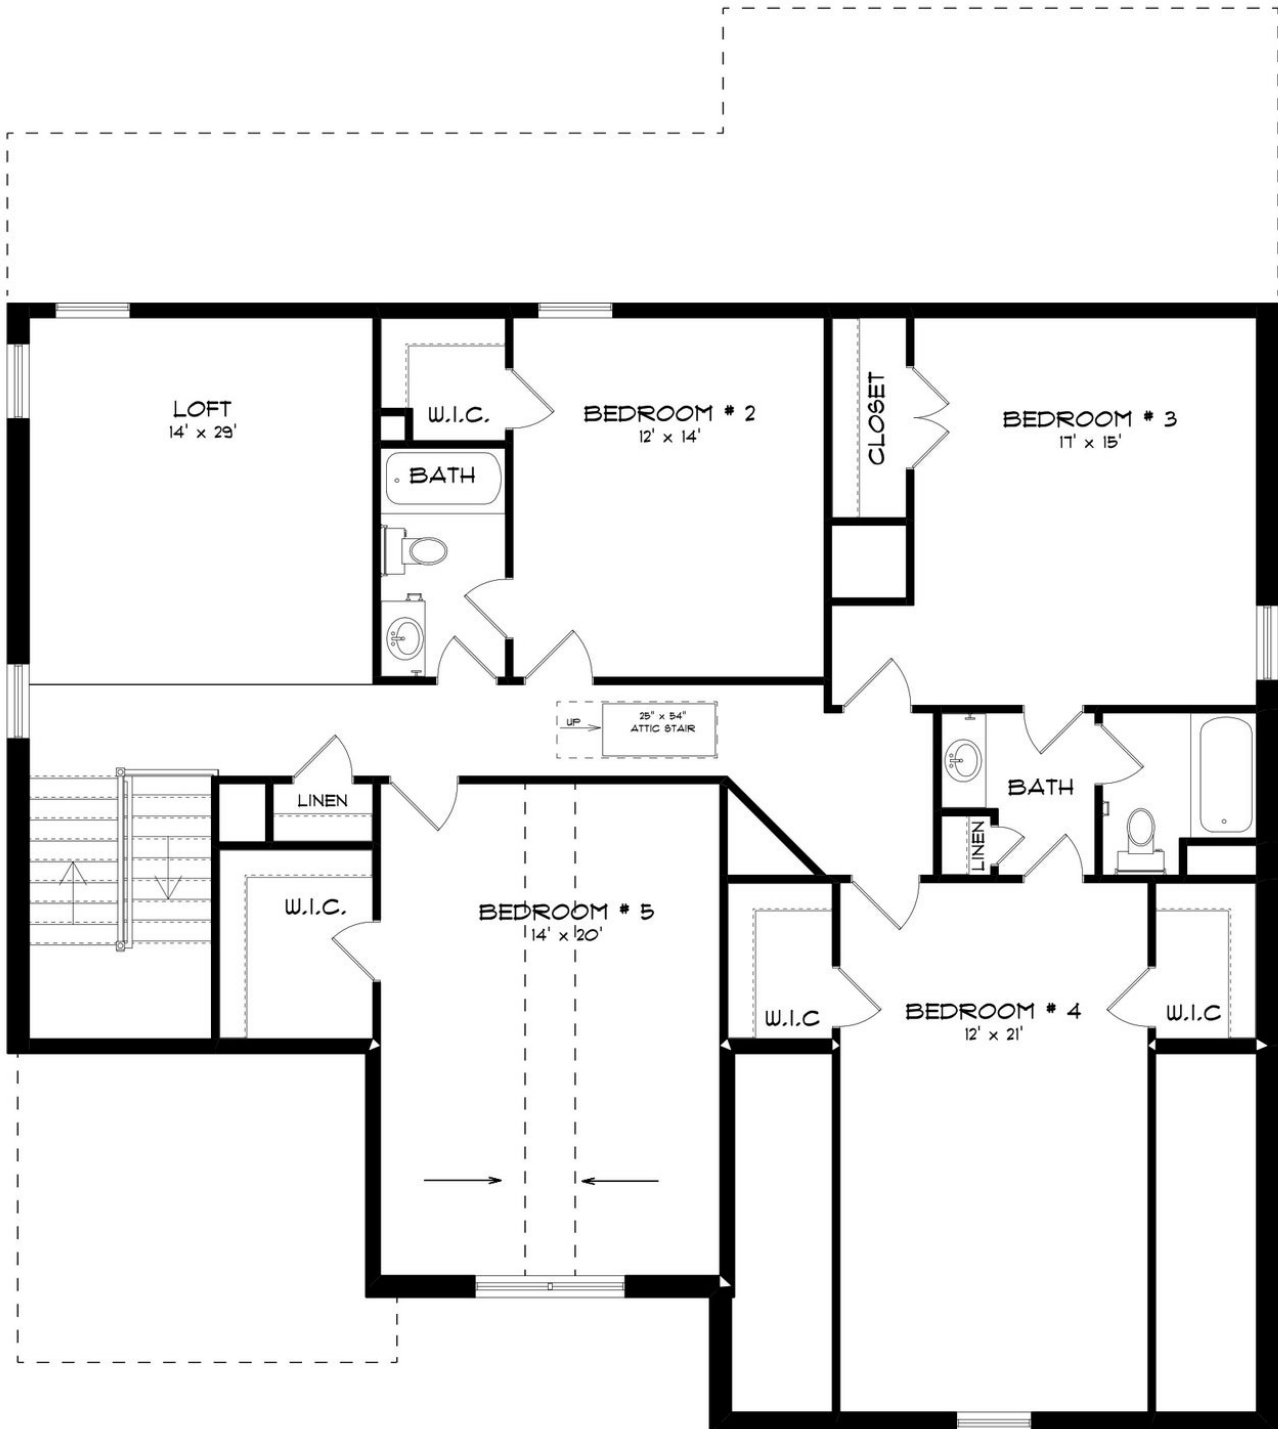 LOFT
14' x 29'
W.I.C.
BEDROOM # 2
12' x 14'
CLOSET
BEDROOM # 3
17' x 15'
BATH
UP
25" x 54"
ATTIC STAIR
LINEN
BATH
LINEN
W.I.C.
BEDROOM # 5
14' x 20'
W.I.C
BEDROOM # 4
12' x 21'
W.I.C